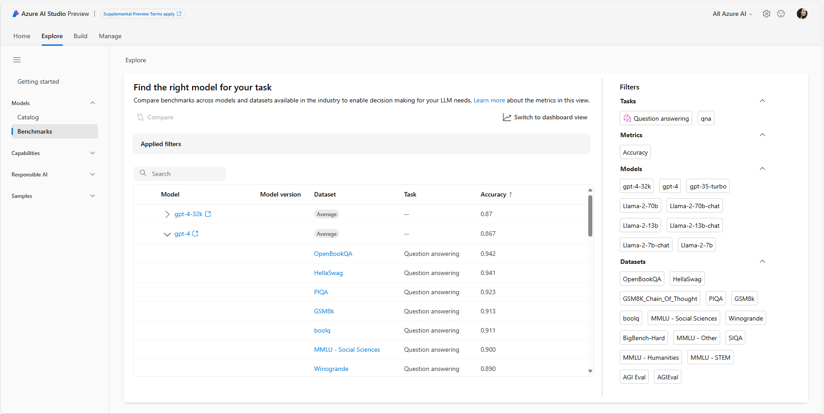 Azure AI Studio Preview | Supplemental Preview Terms apply
All Azure AI
Home Explore Build Manage
Getting started
Models
Catalog
Benchmarks
Capabilities
Responsible AI
Samples
Explore
Find the right model for your task
Compare benchmarks across models and datasets available in the industry to enable decision making for your LLM needs. Learn more about the metrics in this view.
Compare
Switch to dashboard view
Applied filters
Search
Model Model version Dataset Task Accuracy ↑
gpt-4-32k Average -- 0.87
gpt-4 Average -- 0.867
OpenBookQA Question answering 0.942
HellaSwag Question answering 0.941
PIQA Question answering 0.923
GSM8k Question answering 0.913
boolq Question answering 0.911
MMLU - Social Sciences Question answering 0.900
Winogrande Question answering 0.890
Filters
Tasks
Question answering qna
Metrics
Accuracy
Models
gpt-4-32k gpt-4 gpt-35-turbo
Llama-2-70b Llama-2-70b-chat
Llama-2-13b Llama-2-13b-chat
Llama-2-7b-chat Llama-2-7b
Datasets
OpenBookQA HellaSwag
GSM8K_Chain_Of_Thought PIQA GSM8k
boolq MMLU - Social Sciences Winogrande
BigBench-Hard MMLU - Other SIQA
MMLU - Humanities MMLU - STEM
AGI Eval AGIEval